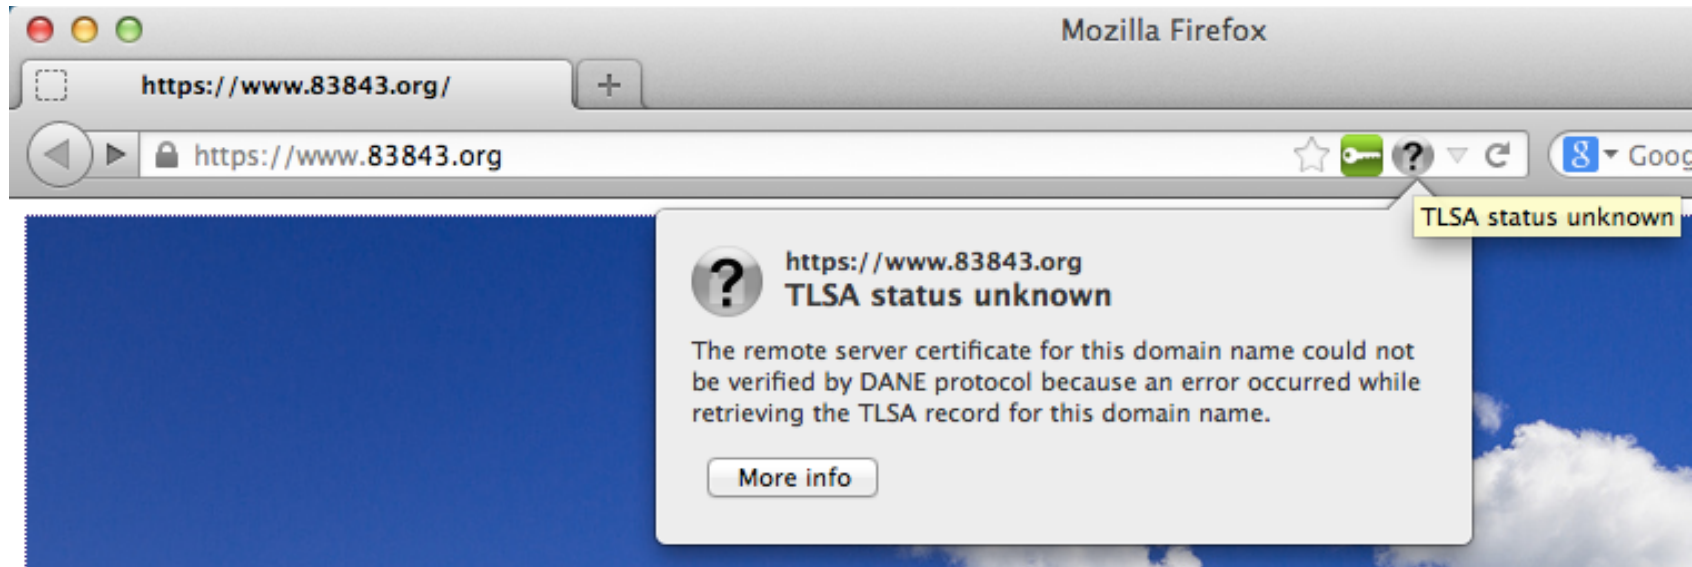 Mozilla Firefox
https://www.83843.org/
https://www.83843.org
8 Goog
TLSA status unknown
https://www.83843.org
TLSA status unknown
The remote server certificate for this domain name could not
be verified by DANE protocol because an error occurred while
retrieving the TLSA record for this domain name.
More info